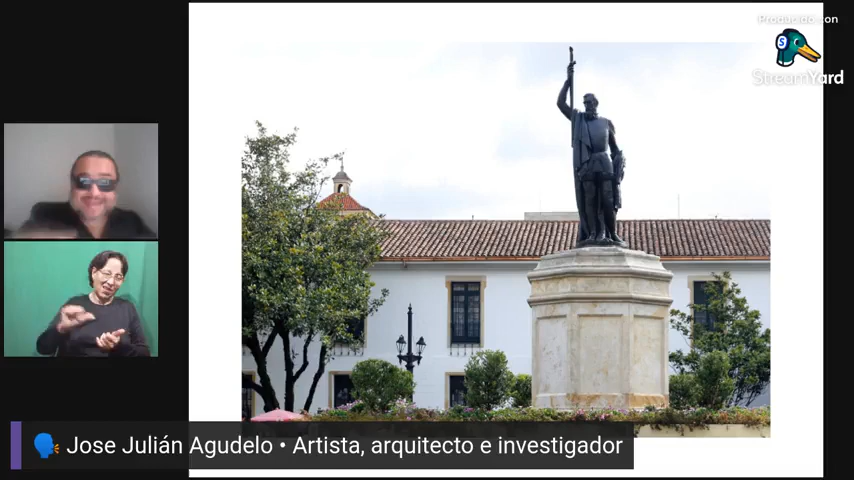 Producido con
StreamYard
🗣️ Jose Julián Agudelo • Artista, arquitecto e investigador